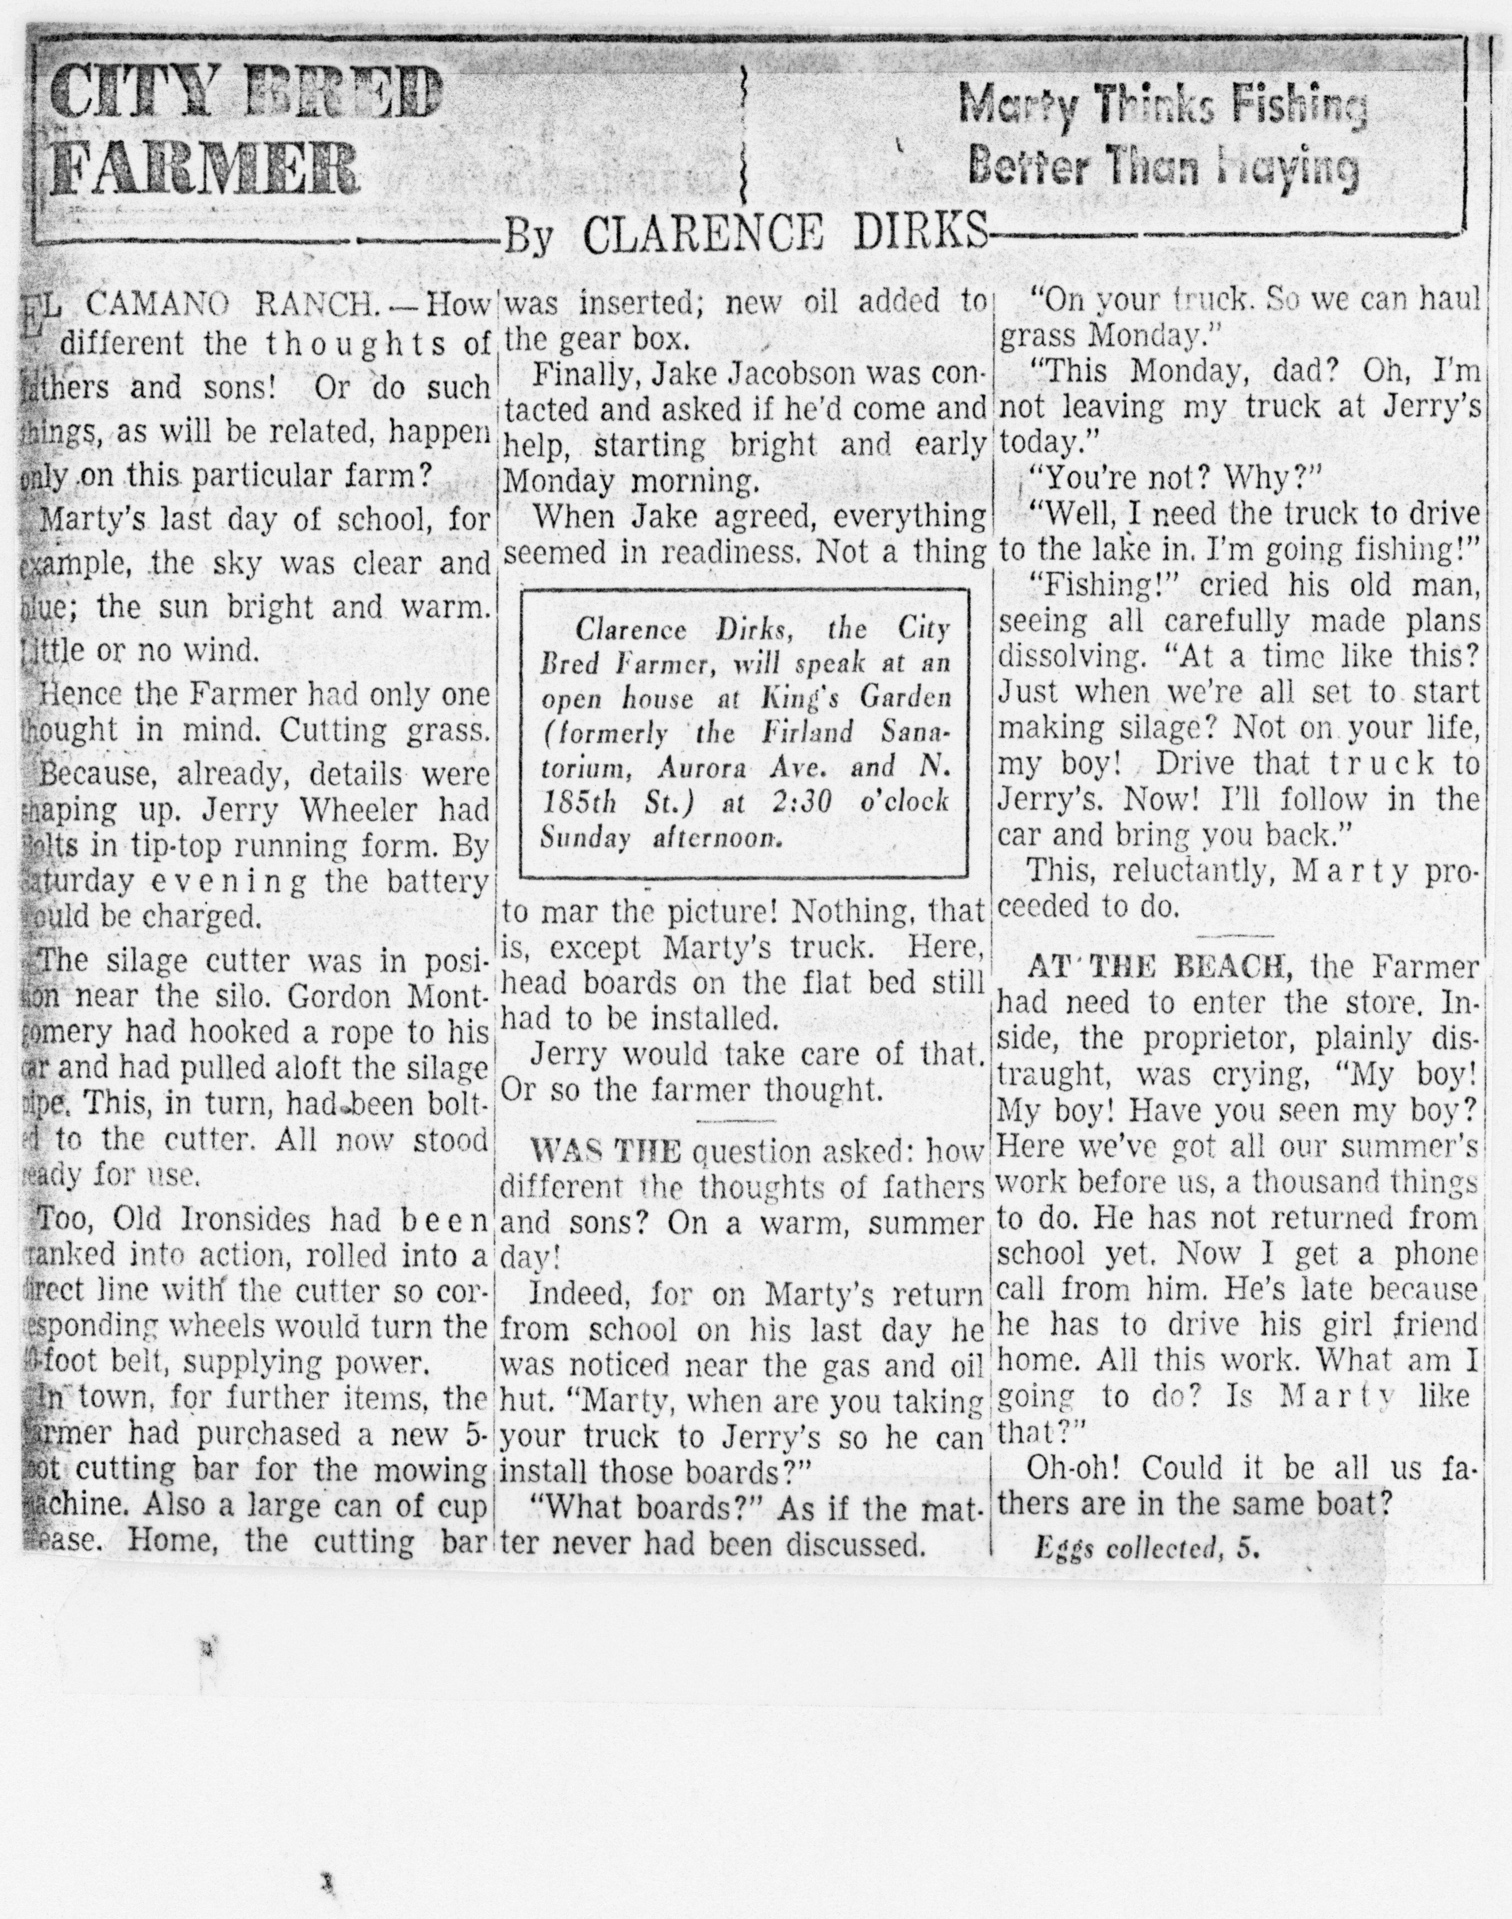 CITY BRED
FARMER
Marty Thinks Fishing
Better Than Haying
By CLARENCE DIRKS
EL CAMANO RANCH. — How
different the thoughts of
fathers and sons! Or do such
things, as will be related, happen
only on this particular farm?
Marty's last day of school, for
example, the sky was clear and
blue; the sun bright and warm.
Little or no wind.
Hence the Farmer had only one
thought in mind. Cutting grass.
Because, already, details were
shaping up. Jerry Wheeler had
in tip-top running form. By
Saturday evening the battery
would be charged.
The silage cutter was in posi-
tion near the silo. Gordon Mont-
gomery had hooked a rope to his
car and had pulled aloft the silage
pipe. This, in turn, had been bolt-
ed to the cutter. All now stood
ready for use.
Too, Old Ironsides had been
cranked into action, rolled into a
direct line with the cutter so cor-
responding wheels would turn the
foot belt, supplying power.
In town, for further items, the
Farmer had purchased a new 5-
foot cutting bar for the mowing
machine. Also a large can of cup
grease. Home, the cutting bar
was inserted; new oil added to
the gear box.
Finally, Jake Jacobson was con-
tacted and asked if he'd come and
help, starting bright and early
Monday morning.
When Jake agreed, everything
seemed in readiness. Not a thing
Clarence Dirks, the City
Bred Farmer, will speak at an
open house at King's Garden
(formerly the Firland Sana-
torium, Aurora Ave. and N.
185th St.) at 2:30 o'clock
Sunday afternoon.
to mar the picture! Nothing, that
is, except Marty's truck. Here,
head boards on the flat bed still
had to be installed.
Jerry would take care of that.
Or so the farmer thought.
WAS THE question asked: how
different the thoughts of fathers
and sons? On a warm, summer
day!
Indeed, for on Marty's return
from school on his last day he
was noticed near the gas and oil
hut. "Marty, when are you taking
your truck to Jerry's so he can
install those boards?"
"What boards?" As if the mat-
ter never had been discussed.
"On your truck. So we can haul
grass Monday."
"This Monday, dad? Oh, I'm
not leaving my truck at Jerry's
today."
"You're not? Why?"
"Well, I need the truck to drive
to the lake in. I'm going fishing!"
"Fishing!" cried his old man,
seeing all carefully made plans
dissolving. "At a time like this?
Just when we're all set to start
making silage? Not on your life,
my boy! Drive that truck to
Jerry's. Now! I'll follow in the
car and bring you back."
This, reluctantly, Marty pro-
ceeded to do.
AT THE BEACH, the Farmer
had need to enter the store. In-
side, the proprietor, plainly dis-
traught, was crying, "My boy!
My boy! Have you seen my boy?
Here we've got all our summer's
work before us, a thousand things
to do. He has not returned from
school yet. Now I get a phone
call from him. He's late because
he has to drive his girl friend
home. All this work. What am I
going to do? Is Marty like
that?"
Oh-oh! Could it be all us fa-
thers are in the same boat?
Eggs collected, 5.